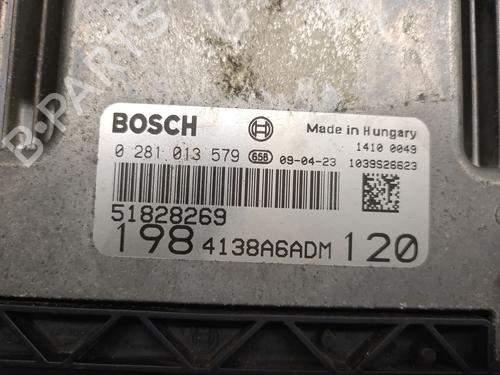 B-PARTS
BOSCH
Made in Hungary
1410 0049
0 281 013 579 658 09-04-23 1039S26623
51828269
198 4138A6ADM 120